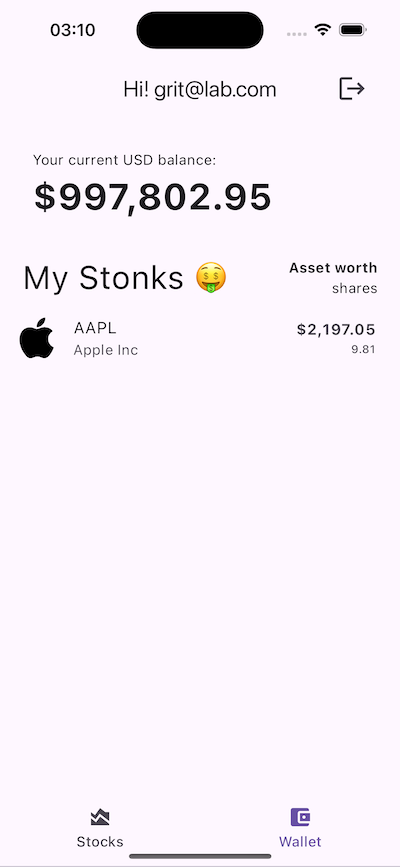 03:10
Hi! grit@lab.com
Your current USD balance:
$997,802.95
My Stonks 🤑
Asset worth
shares
AAPL
$2,197.05
Apple Inc
9.81
Stocks
Wallet